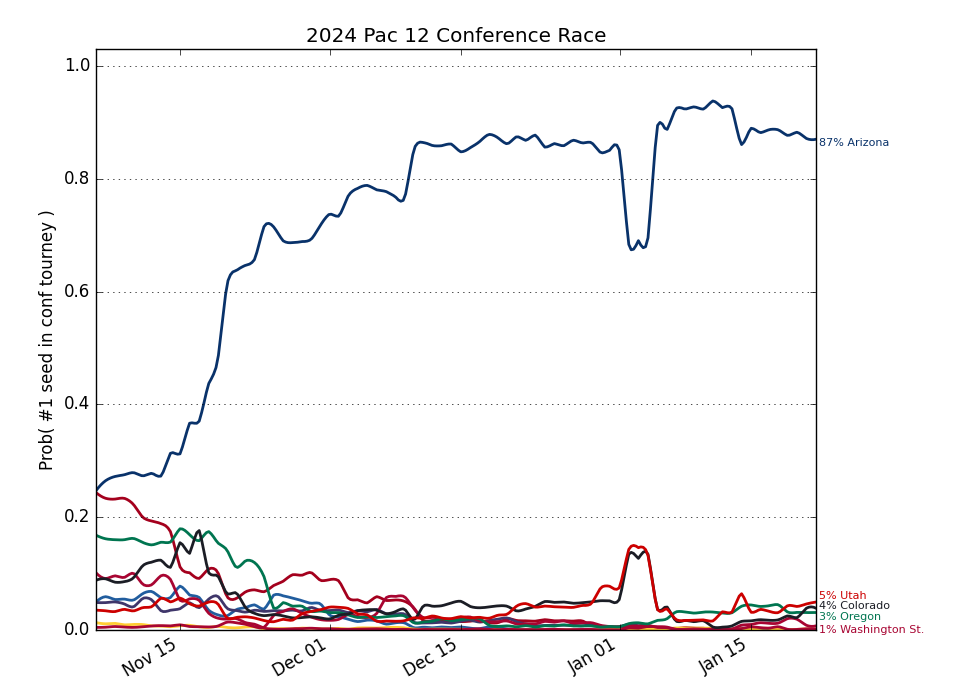 2024 Pac 12 Conference Race
Prob( #1 seed in conf tourney )
1.0
0.8
0.6
0.4
0.2
0.0
Nov 15
Dec 01
Dec 15
Jan 01
Jan 15
87% Arizona
5% Utah
4% Colorado
3% Oregon
1% Washington St.